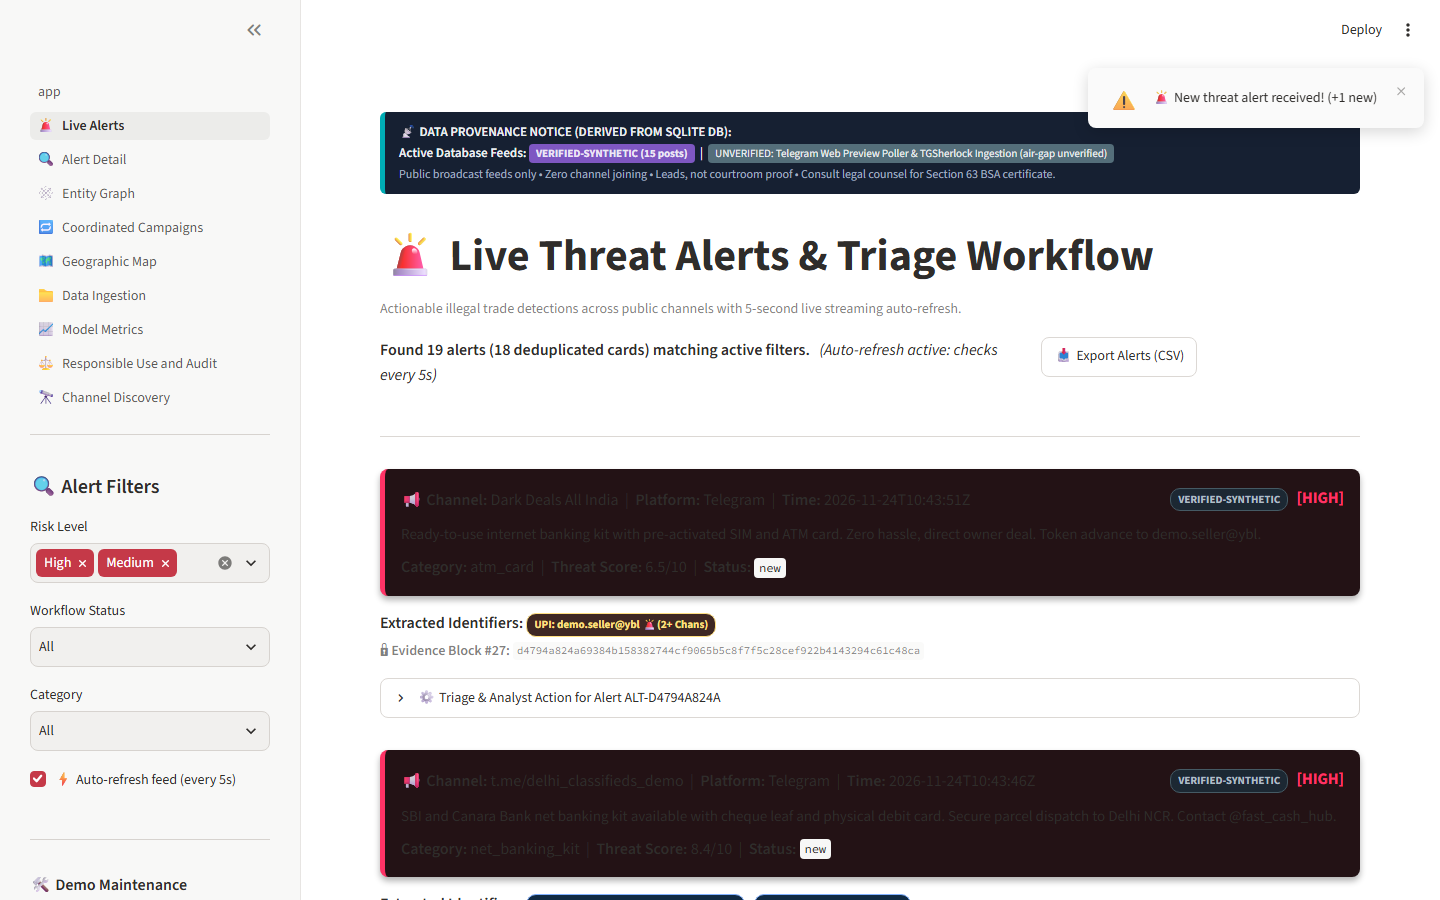 Deploy
app
Live Alerts
Alert Detail
Entity Graph
Coordinated Campaigns
Geographic Map
Data Ingestion
Model Metrics
Responsible Use and Audit
Channel Discovery
Alert Filters
Risk Level
High
Medium
Workflow Status
All
Category
All
Auto-refresh feed (every 5s)
Demo Maintenance
New threat alert received! (+1 new)
DATA PROVENANCE NOTICE (DERIVED FROM SQLITE DB):
Active Database Feeds: VERIFIED-SYNTHETIC (15 posts) | UNVERIFIED: Telegram Web Preview Poller & TGSherlock Ingestion (air-gap unverified)
Public broadcast feeds only • Zero channel joining • Leads, not courtroom proof • Consult legal counsel for Section 63 BSA certificate.
Live Threat Alerts & Triage Workflow
Actionable illegal trade detections across public channels with 5-second live streaming auto-refresh.
Found 19 alerts (18 deduplicated cards) matching active filters. (Auto-refresh active: checks
every 5s)
Export Alerts (CSV)
Channel: Dark Deals All India | Platform: Telegram | Time: 2026-11-24T10:43:51Z
VERIFIED-SYNTHETIC [HIGH]
Ready-to-use internet banking kit with pre-activated SIM and ATM card. Zero hassle, direct owner deal. Token advance to demo.seller@ybl.
Category: atm_card | Threat Score: 6.5/10 | Status: new
Extracted Identifiers: UPI: demo.seller@ybl (2+ Chans)
Evidence Block #27: d4794a824a69384b158382744cf9065b5c8f7f5c28cef922b4143294c61c48ca
Triage & Analyst Action for Alert ALT-D4794A824A
Channel: t.me/delhi_classifieds_demo | Platform: Telegram | Time: 2026-11-24T10:43:46Z
VERIFIED-SYNTHETIC [HIGH]
SBI and Canara Bank net banking kit available with cheque leaf and physical debit card. Secure parcel dispatch to Delhi NCR. Contact @fast_cash_hub.
Category: net_banking_kit | Threat Score: 8.4/10 | Status: new